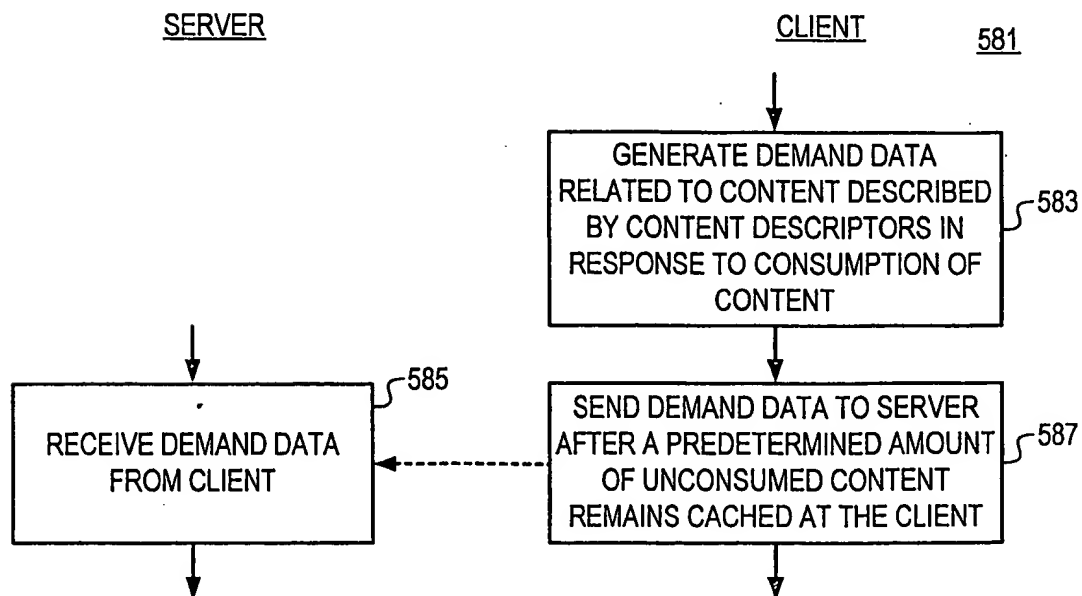 SERVER
CLIENT
581
GENERATE DEMAND DATA
RELATED TO CONTENT DESCRIBED
BY CONTENT DESCRIPTORS IN
RESPONSE TO CONSUMPTION OF
CONTENT
583
585
RECEIVE DEMAND DATA
FROM CLIENT
SEND DEMAND DATA TO SERVER
AFTER A PREDETERMINED AMOUNT
OF UNCONSUMED CONTENT
REMAINS CACHED AT THE CLIENT
587